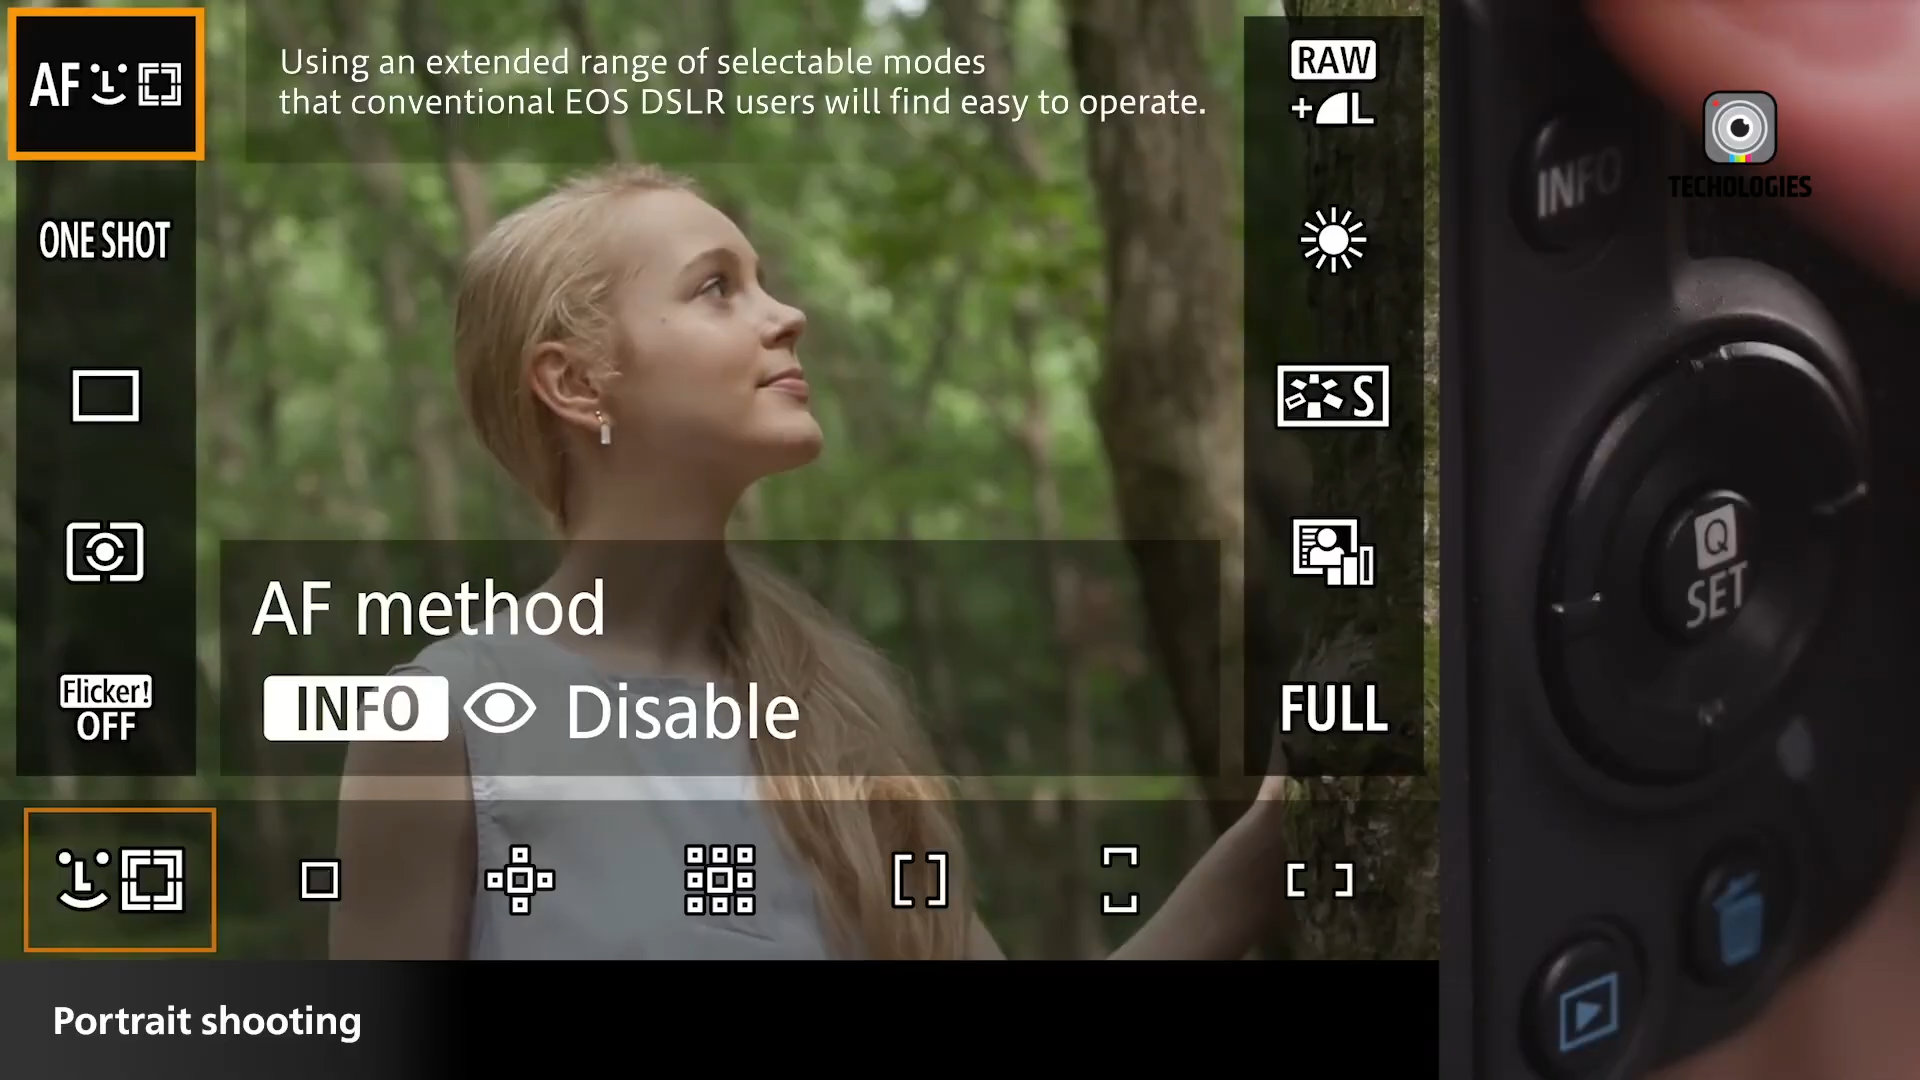 AF
Using an extended range of selectable modes
that conventional EOS DSLR users will find easy to operate.
RAW
+L
INFO
TECHOLOGIES
ONE SHOT
S
AF method
INFO Disable
Flicker!
OFF
FULL
Q
SET
Portrait shooting